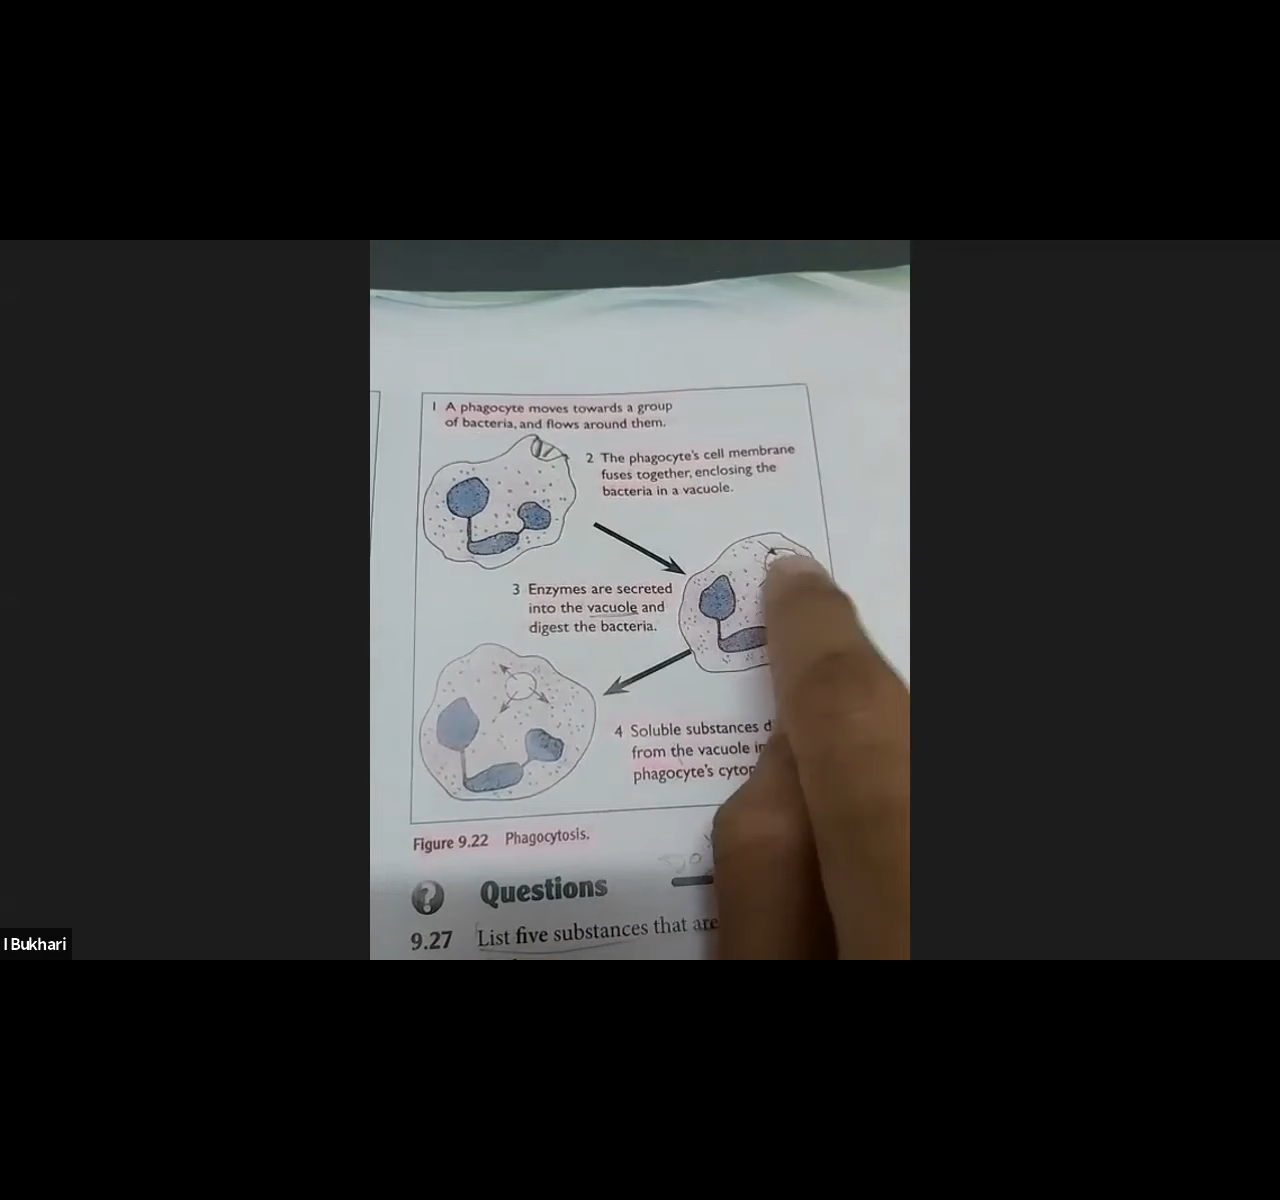 1 A phagocyte moves towards a group
of bacteria, and flows around them.
2 The phagocyte's cell membrane
fuses together, enclosing the
bacteria in a vacuole.
3 Enzymes are secreted
into the vacuole and
digest the bacteria.
4 Soluble substances
from the vacuole
phagocyte's
Figure 9.22 Phagocytosis.
? Questions
9.27 List five substances that are
I Bukhari